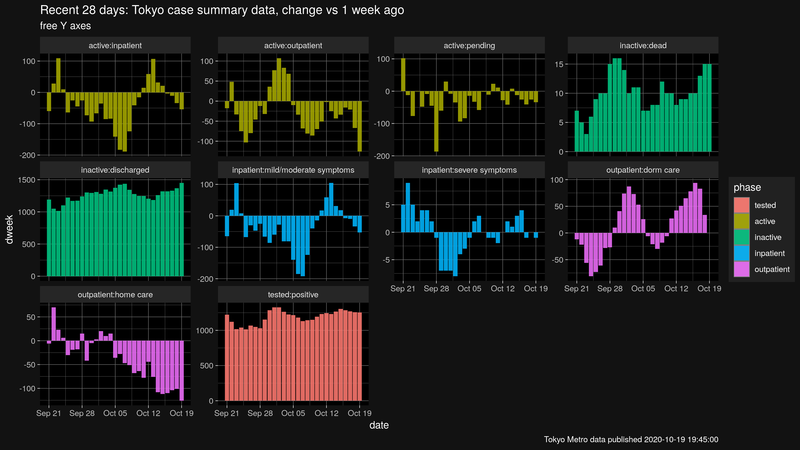 Recent 28 days: Tokyo case summary data, change vs 1 week ago
free Y axes
active:inpatient
active:outpatient
active:pending
inactive:dead
100
0
-100
-200
100
50
0
-50
-100
100
0
-100
-200
15
10
5
0
inactive:discharged
inpatient:mild/moderate symptoms
inpatient:severe symptoms
outpatient:dorm care
1500
1000
500
0
100
0
-100
-200
5
0
-5
100
50
0
-50
Sep 21 Sep 28 Oct 05 Oct 12 Oct 19
Sep 21 Sep 28 Oct 05 Oct 12 Oct 19
outpatient:home care
tested:positive
50
0
-50
-100
1000
500
0
Sep 21 Sep 28 Oct 05 Oct 12 Oct 19
Sep 21 Sep 28 Oct 05 Oct 12 Oct 19
dweek
date
phase
tested
active
inactive
inpatient
outpatient
Tokyo Metro data published 2020-10-19 19:45:00